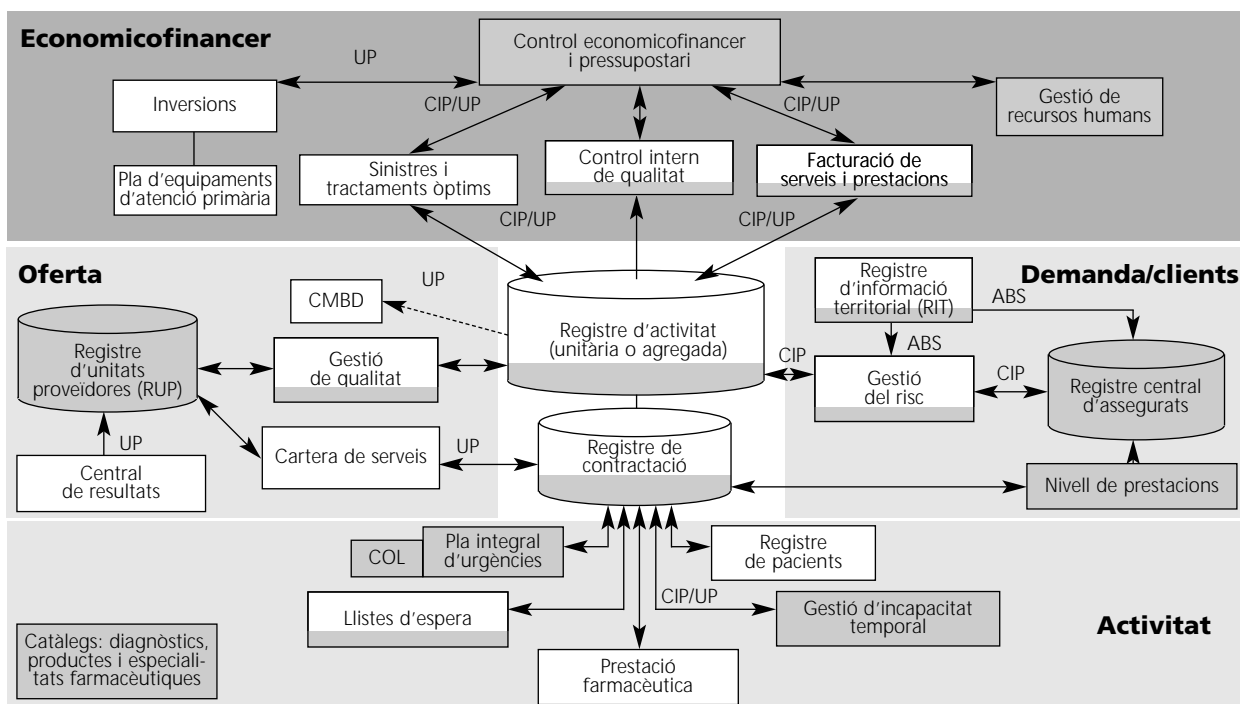 Economicofinancer
Control economicofinancer
i pressupostari
UP
Inversions
CIP/UP
CIP/UP
Gestió de
recursos humans
Pla d'equipaments
d'atenció primària
Sinistres i
tractaments òptims
Control intern
de qualitat
Facturació de
serveis i prestacions
CIP/UP
CIP/UP
Oferta
CMBD
UP
Registre d'activitat
(unitària o agregada)
Registre
d'informació
territorial (RIT)
Demanda/clients
ABS
ABS
Registre
d'unitats
proveïdores (RUP)
Gestió
de qualitat
CIP
Gestió
del risc
CIP
Registre central
d'assegurats
UP
Central
de resultats
Cartera de serveis
UP
Registre de
contractació
Nivell de prestacions
COL
Pla integral
d'urgències
Registre
de pacients
Llistes d'espera
CIP/UP
Gestió d'incapacitat
temporal
Activitat
Catàlegs: diagnòstics,
productes i especiali-
tats farmacèutiques
Prestació
farmacèutica